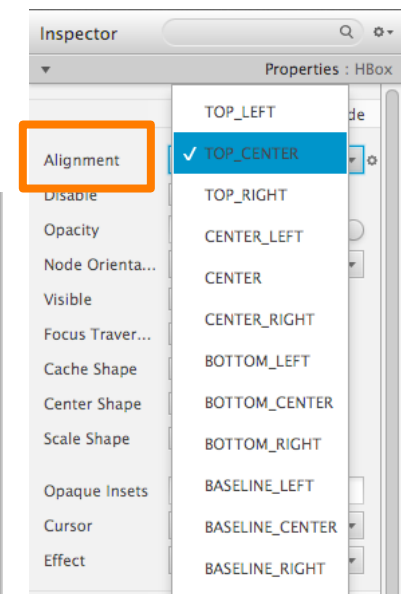 Inspector
Properties : HBox
TOP_LEFT
de
Alignment
TOP_CENTER
Disable
TOP_RIGHT
Opacity
CENTER_LEFT
Node Orienta...
CENTER
Visible
CENTER_RIGHT
Focus Traver...
Cache Shape
BOTTOM_LEFT
Center Shape
BOTTOM_CENTER
Scale Shape
BOTTOM_RIGHT
Opaque Insets
BASELINE_LEFT
Cursor
BASELINE_CENTER
Effect
BASELINE_RIGHT